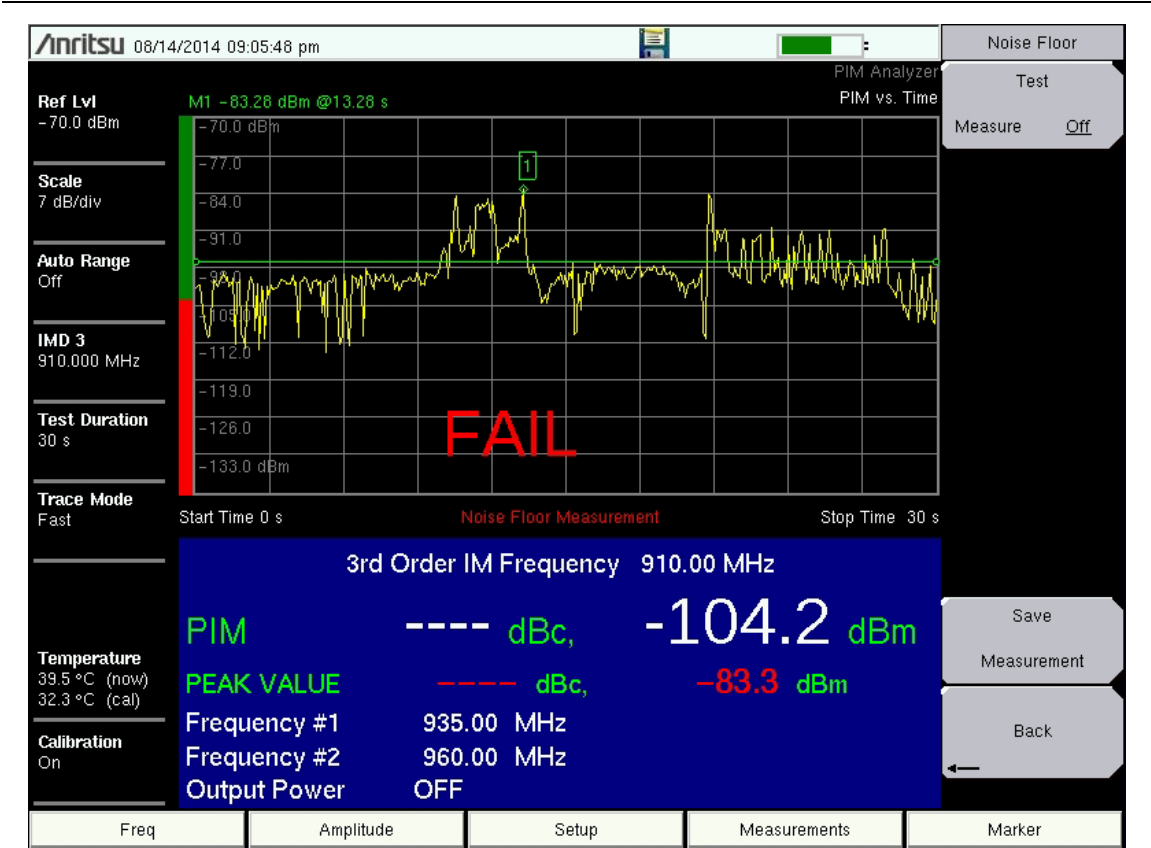 Anritsu 08/14/2014 09:05:48 pm
Noise Floor
PIM Analyzer
PIM vs. Time
M1 -83.28 dBm @13.28 s
Ref Lvl
-70.0 dBm
Scale
7 dB/div
Auto Range
Off
IMD 3
910.000 MHz
Test Duration
30 s
Trace Mode
Fast
Temperature
39.5 °C (now)
32.3 °C (cal)
Calibration
On
-70.0 dBm
-77.0
1
-84.0
-91.0
-98.0
-105.0
-112.0
-119.0
-126.0
-133.0 dBm
FAIL
Start Time 0 s
Noise Floor Measurement
Stop Time 30 s
3rd Order IM Frequency 910.00 MHz
PIM ---- dBc, -104.2 dBm
PEAK VALUE ---- dBc, -83.3 dBm
Frequency #1 935.00 MHz
Frequency #2 960.00 MHz
Output Power OFF
Test
Measure Off
Save
Measurement
Back
Freq
Amplitude
Setup
Measurements
Marker